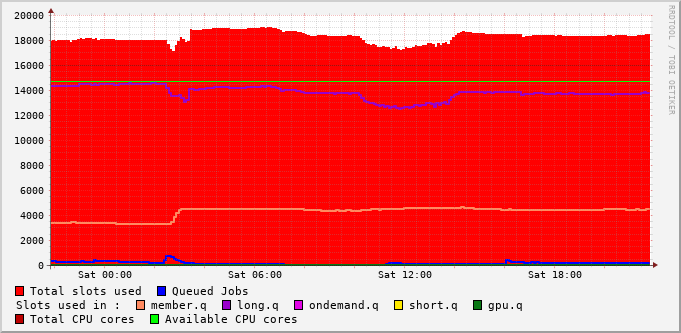 20000
18000
16000
14000
12000
10000
8000
6000
4000
2000
0
Sat 00:00 Sat 06:00 Sat 12:00 Sat 18:00
RRDTOOL / TOBI OETIKER
Total slots used Queued Jobs
Slots used in : member.q long.q ondemand.q short.q gpu.q
Total CPU cores Available CPU cores